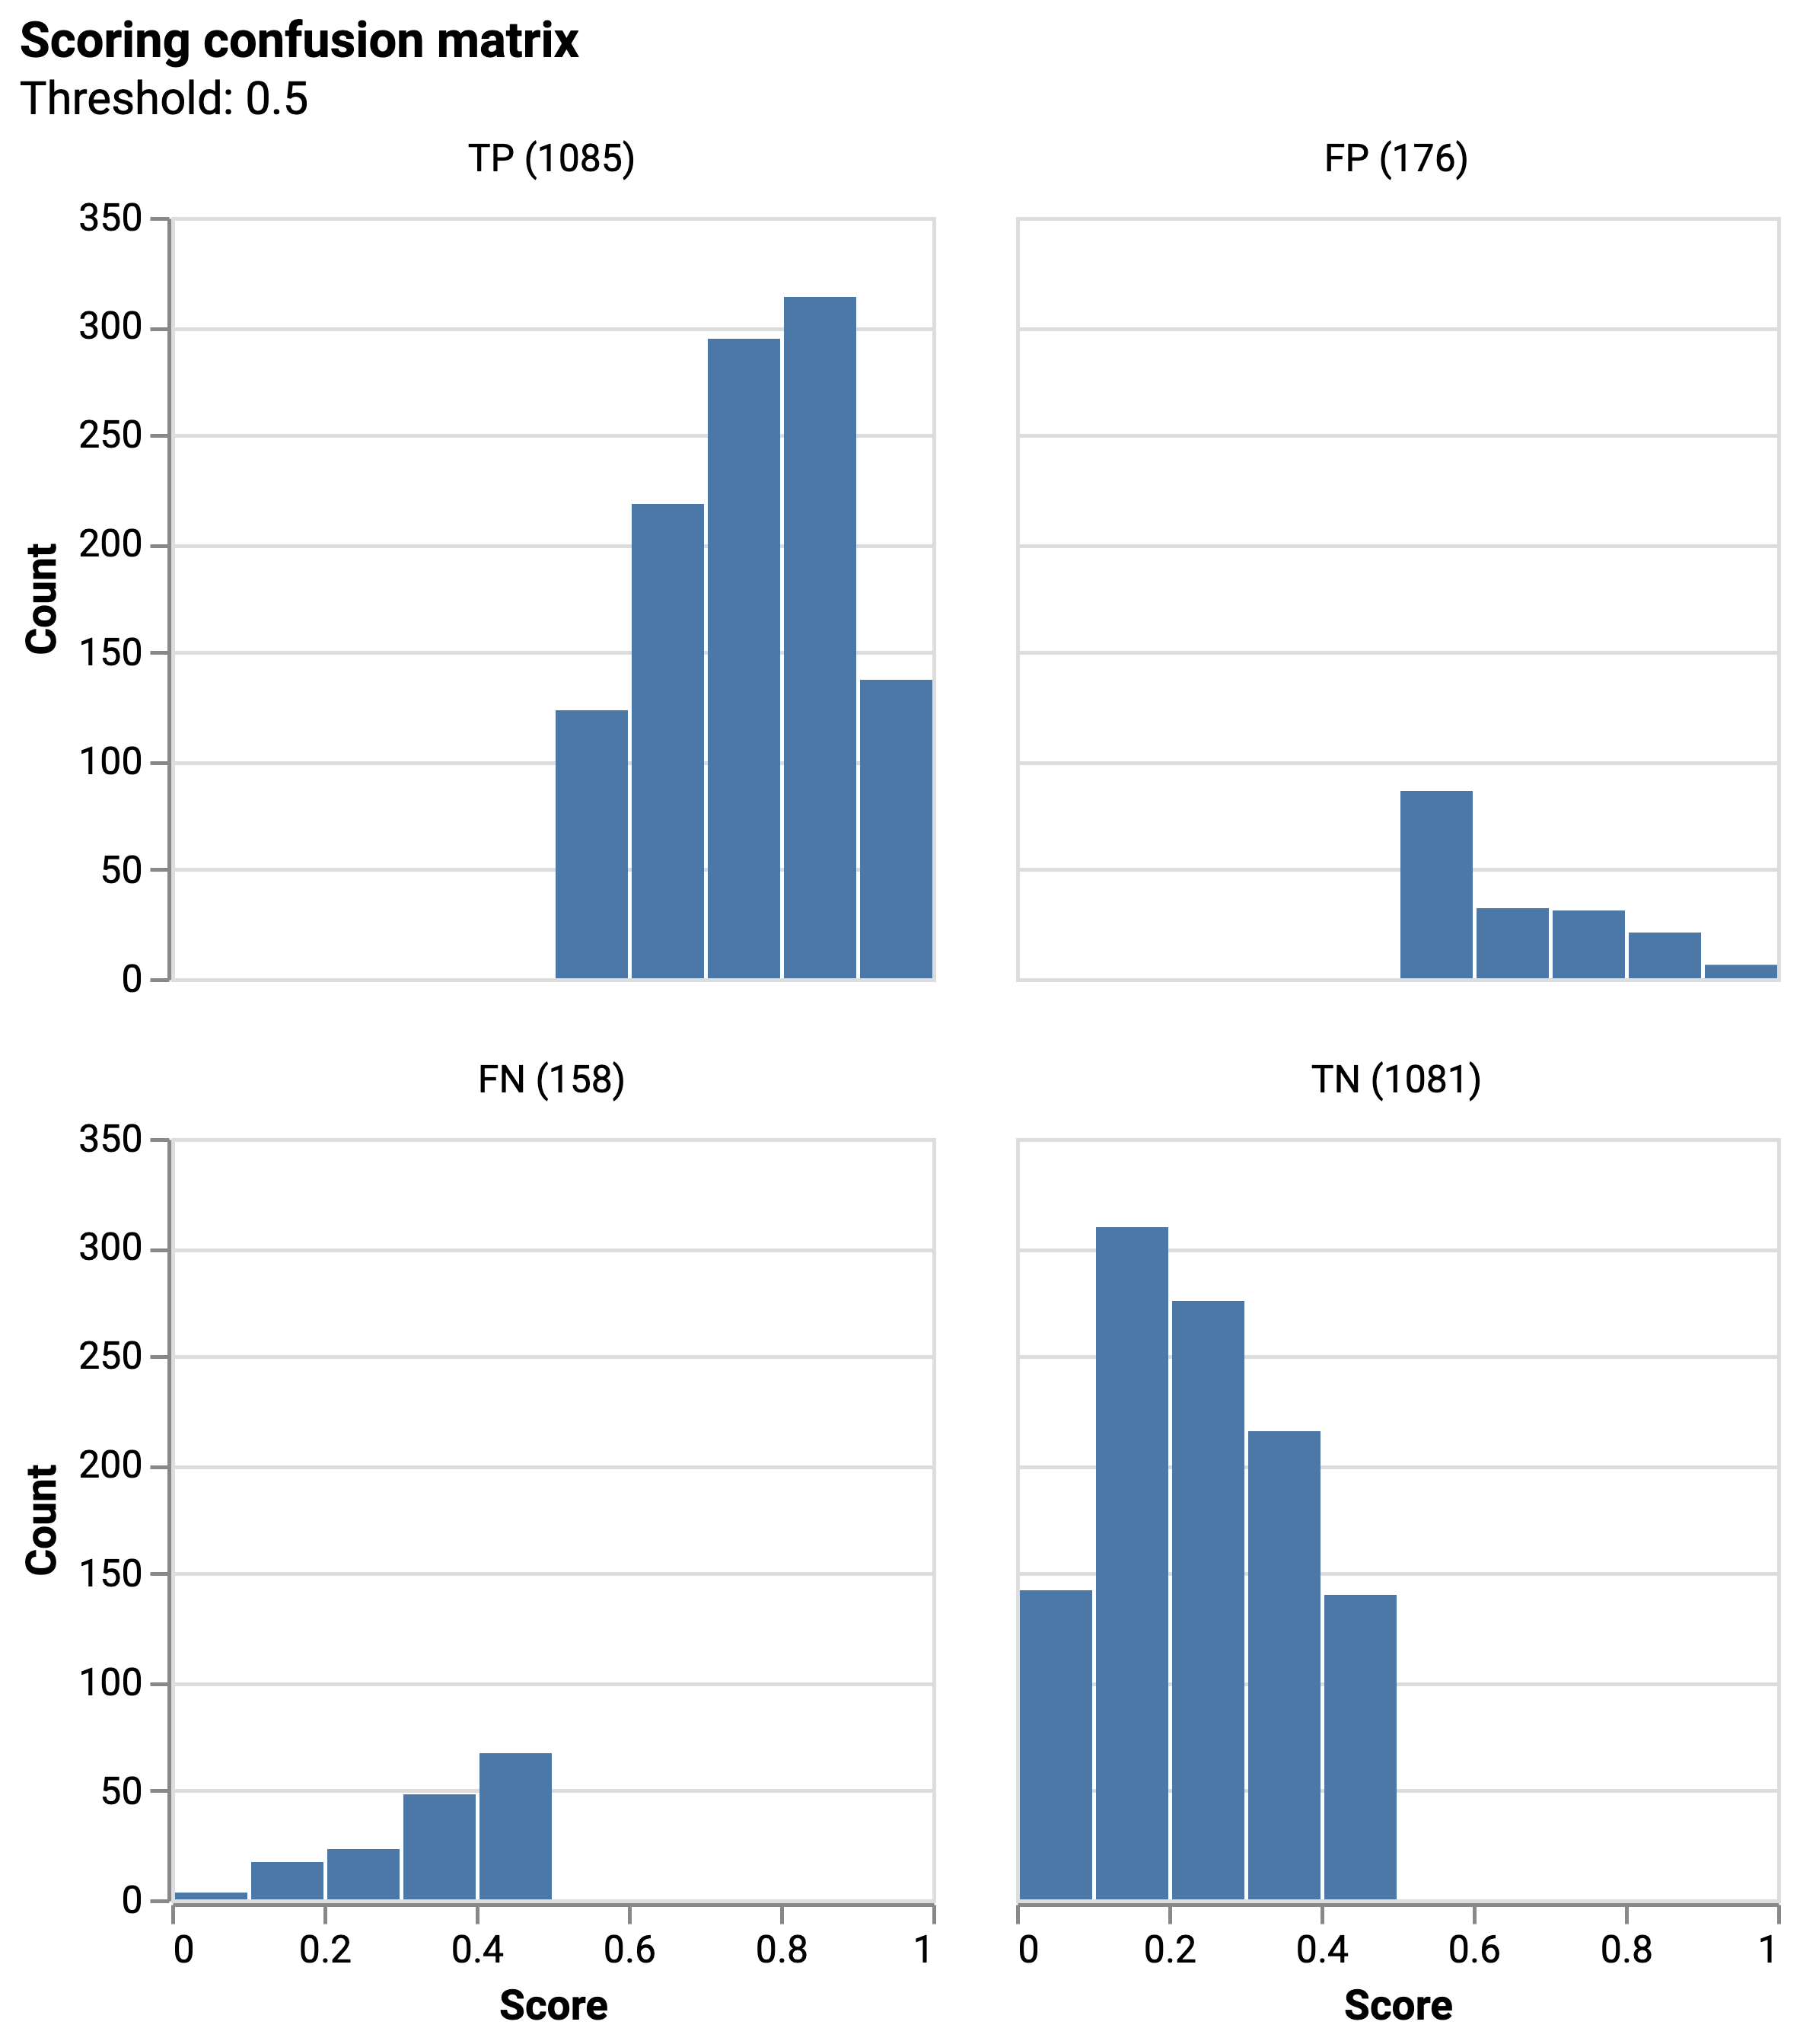 Scoring confusion matrix
Threshold: 0.5
TP (1085)
FP (176)
350
300
250
200
150
100
50
0
Count
FN (158)
TN (1081)
350
300
250
200
150
100
50
0
Count
0 0.2 0.4 0.6 0.8 1
0 0.2 0.4 0.6 0.8 1
Score
Score